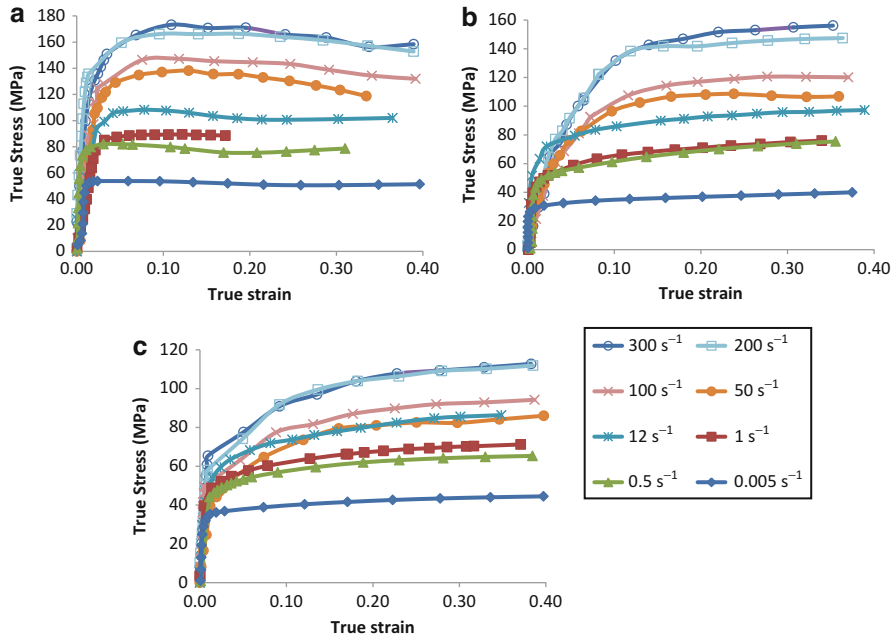 a
True Stress (MPa)
180
160
140
120
100
80
60
40
20
0
0.00 0.10 0.20 0.30 0.40
True strain
b
True Stress (MPa)
160
140
120
100
80
60
40
20
0
0.00 0.10 0.20 0.30 0.40
True strain
c
True Stress (MPa)
120
100
80
60
40
20
0
0.00 0.10 0.20 0.30 0.40
True strain
300 s⁻¹ 200 s⁻¹
100 s⁻¹ 50 s⁻¹
12 s⁻¹ 1 s⁻¹
0.5 s⁻¹ 0.005 s⁻¹